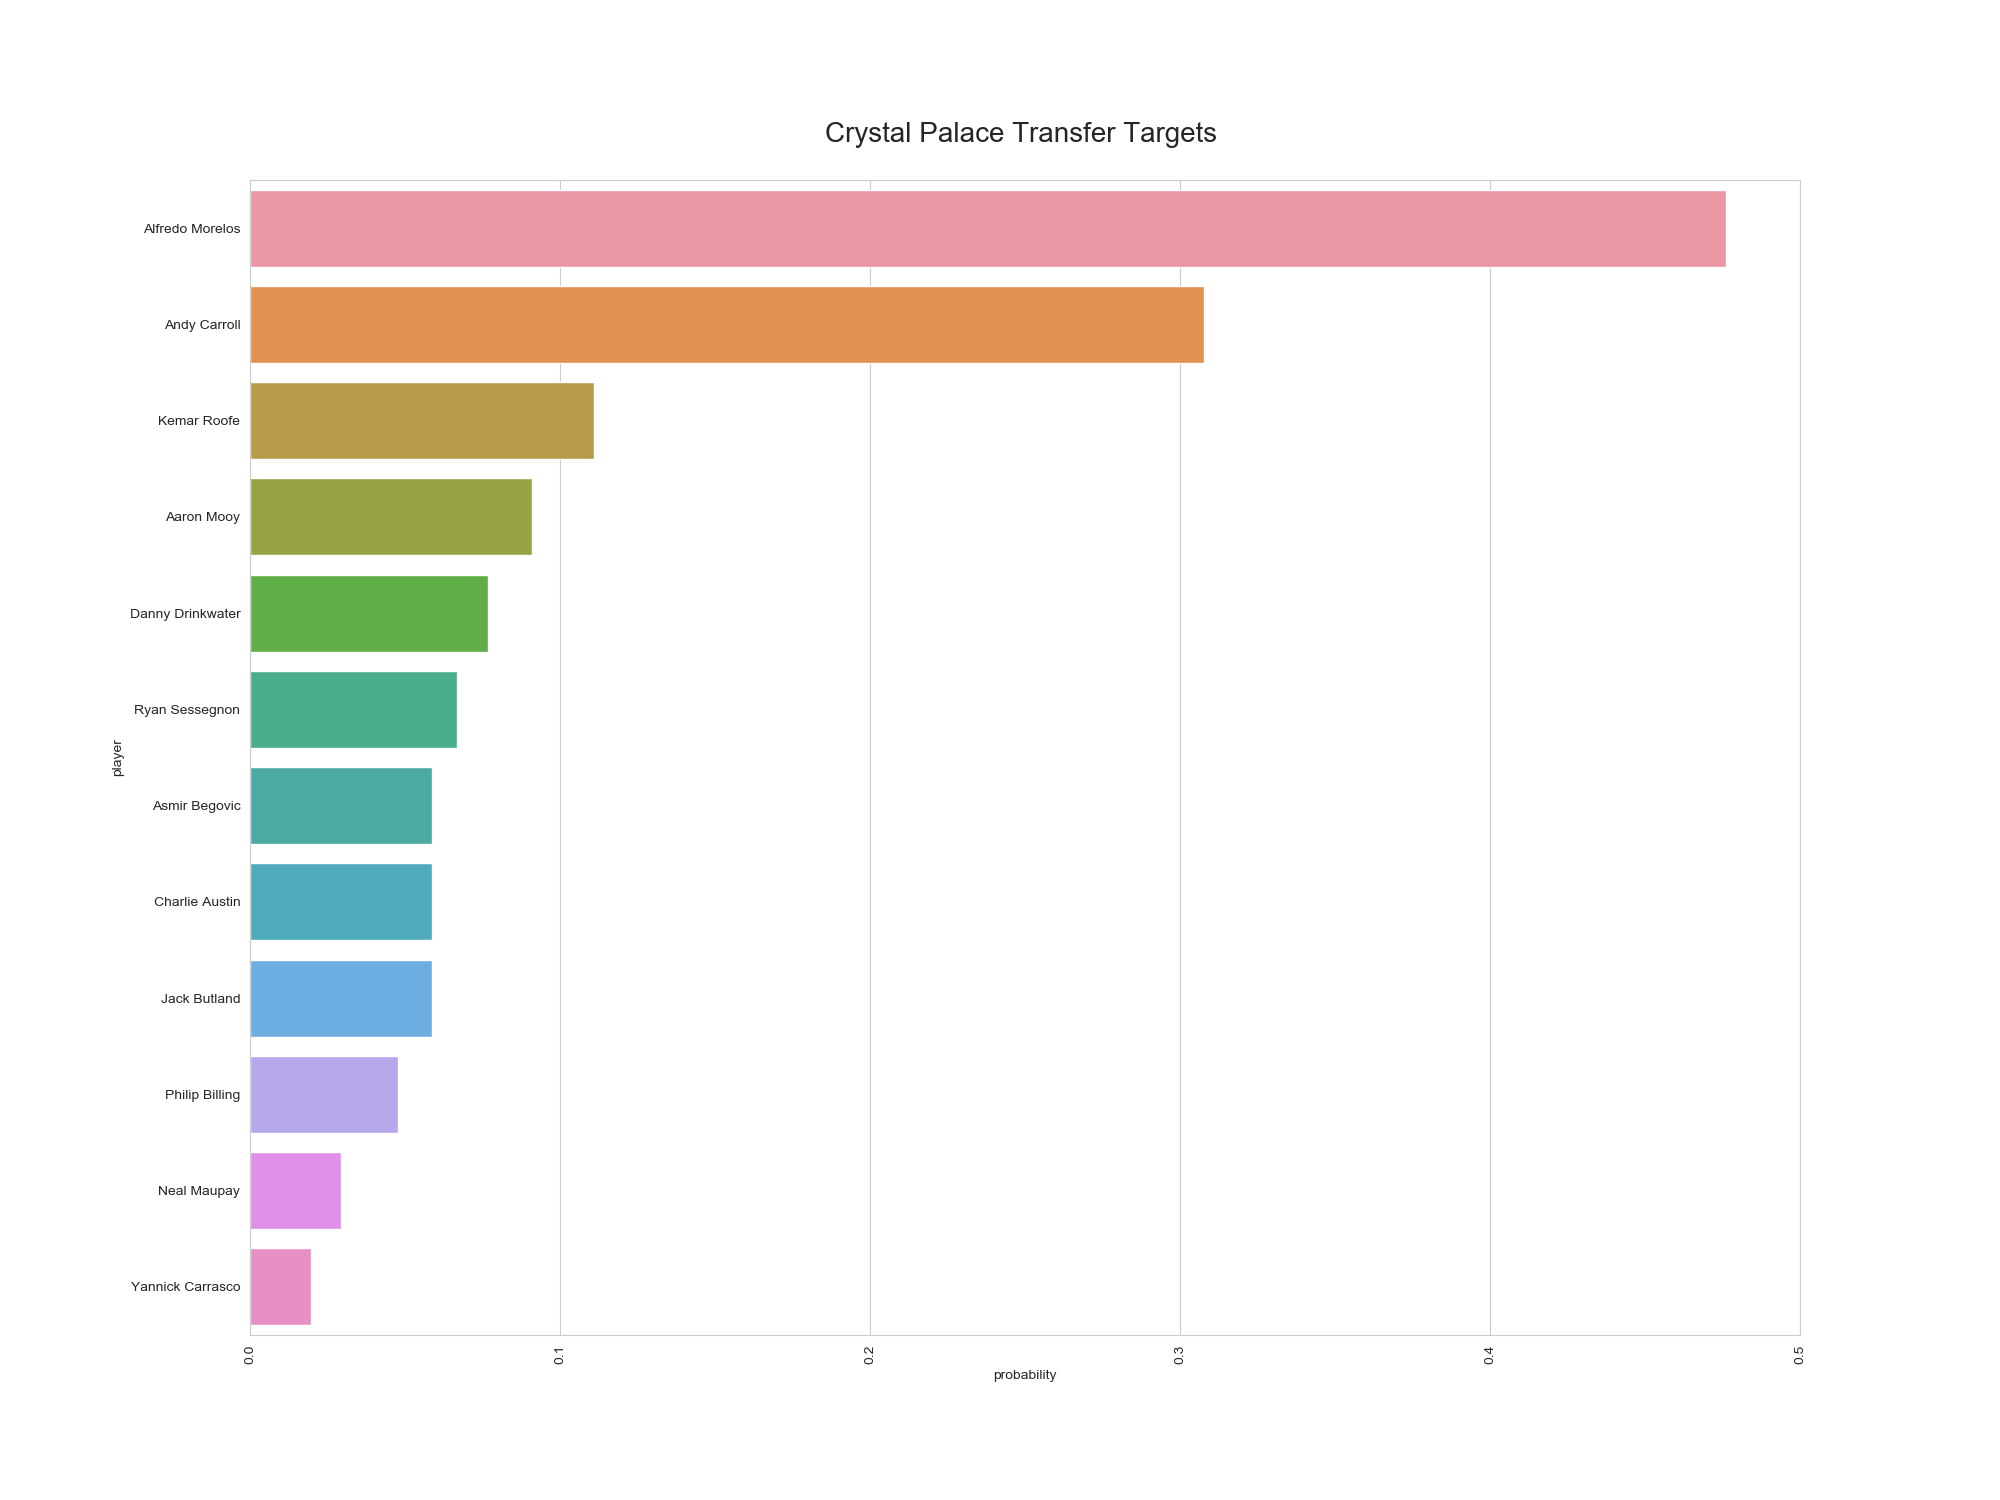 Crystal Palace Transfer Targets
Alfredo Morelos
Andy Carroll
Kemar Roofe
Aaron Mooy
Danny Drinkwater
Ryan Sessegnon
player
Asmir Begovic
Charlie Austin
Jack Butland
Philip Billing
Neal Maupay
Yannick Carrasco
0.0 0.1 0.2 0.3 0.4 0.5
probability